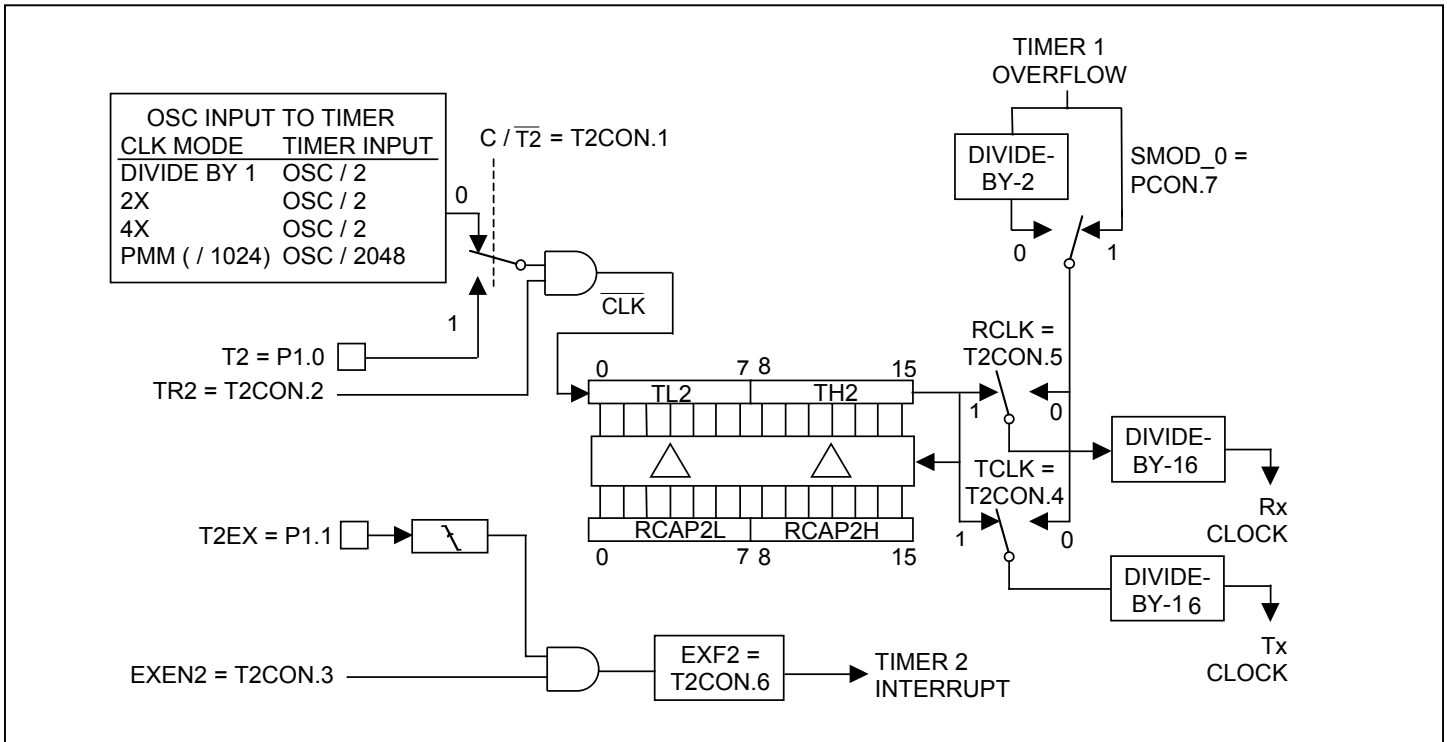 TIMER 1
OVERFLOW
OSC INPUT TO TIMER
CLK MODE TIMER INPUT
DIVIDE BY 1 OSC / 2
2X OSC / 2
4X OSC / 2
PMM ( / 1024) OSC / 2048
C / T2 = T2CON.1
0
1
DIVIDE-
BY-2
SMOD_0 =
PCON.7
0 1
CLK
T2 = P1.0
TR2 = T2CON.2
0 7 8 15
TL2 TH2
RCLK =
T2CON.5
1 0
DIVIDE-
BY-16
Rx
CLOCK
TCLK =
T2CON.4
1 0
DIVIDE-
BY-16
Tx
CLOCK
RCAP2L RCAP2H
0 7 8 15
T2EX = P1.1
EXEN2 = T2CON.3
EXF2 =
T2CON.6
TIMER 2
INTERRUPT